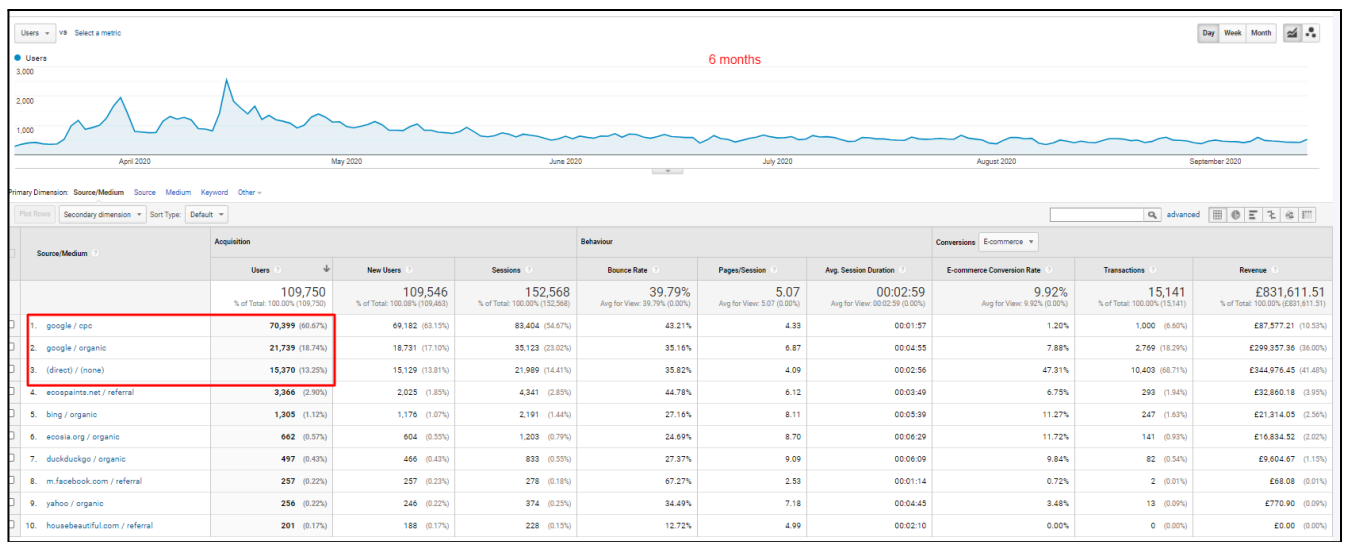 Users VS Select a metric Day Week Month
Users
6 months
3,000
2,000
1,000
April 2020 May 2020 June 2020 July 2020 August 2020 September 2020
Primary Dimension: Source/Medium Source Medium Keyword Other
Plot Rows Secondary dimension Sort Type: Default advanced
Source/Medium Acquisition Behaviour Conversions E-commerce
Users New Users Sessions Bounce Rate Pages/Session Avg. Session Duration E-commerce Conversion Rate Transactions Revenue
109,750 109,546 152,568 39.79% 5.07 00:02:59 9.92% 15,141 £831,611.51
% of Total: 100.00% (109,750) % of Total: 100.08% (109,463) % of Total: 100.00% (152,568) Avg for View: 39.79% (0.00%) Avg for View: 5.07 (0.00%) Avg for View: 00:02:59 (0.00%) Avg for View: 9.92% (0.00%) % of Total: 100.00% (15,141) % of Total: 100.00% (£831,611.51)
1. google / cpc 70,399 (60.67%) 69,182 (63.15%) 83,404 (54.67%) 43.21% 4.33 00:01:57 1.20% 1,000 (6.60%) £87,577.21 (10.53%)
2. google / organic 21,739 (18.74%) 18,731 (17.10%) 35,123 (23.02%) 35.16% 6.87 00:04:55 7.88% 2,769 (18.29%) £299,357.36 (36.00%)
3. (direct) / (none) 15,370 (13.25%) 15,129 (13.81%) 21,989 (14.41%) 35.82% 4.09 00:02:56 47.31% 10,403 (68.71%) £344,976.45 (41.48%)
4. ecospaints.net / referral 3,366 (2.90%) 2,025 (1.85%) 4,341 (2.85%) 44.78% 6.12 00:03:49 6.75% 293 (1.94%) £32,860.18 (3.95%)
5. bing / organic 1,305 (1.12%) 1,176 (1.07%) 2,191 (1.44%) 27.16% 8.11 00:05:39 11.27% 247 (1.63%) £21,314.05 (2.56%)
6. ecosia.org / organic 662 (0.57%) 604 (0.55%) 1,203 (0.79%) 24.69% 8.70 00:06:29 11.72% 141 (0.93%) £16,834.52 (2.02%)
7. duckduckgo / organic 497 (0.43%) 466 (0.43%) 833 (0.55%) 27.37% 9.09 00:06:09 9.84% 82 (0.54%) £9,604.67 (1.15%)
8. m.facebook.com / referral 257 (0.22%) 257 (0.23%) 278 (0.18%) 67.27% 2.53 00:01:14 0.72% 2 (0.01%) £68.08 (0.01%)
9. yahoo / organic 256 (0.22%) 246 (0.22%) 374 (0.25%) 34.49% 7.18 00:04:45 3.48% 13 (0.09%) £770.90 (0.09%)
10. housebeautiful.com / referral 201 (0.17%) 188 (0.17%) 228 (0.15%) 12.72% 4.99 00:02:10 0.00% 0 (0.00%) £0.00 (0.00%)